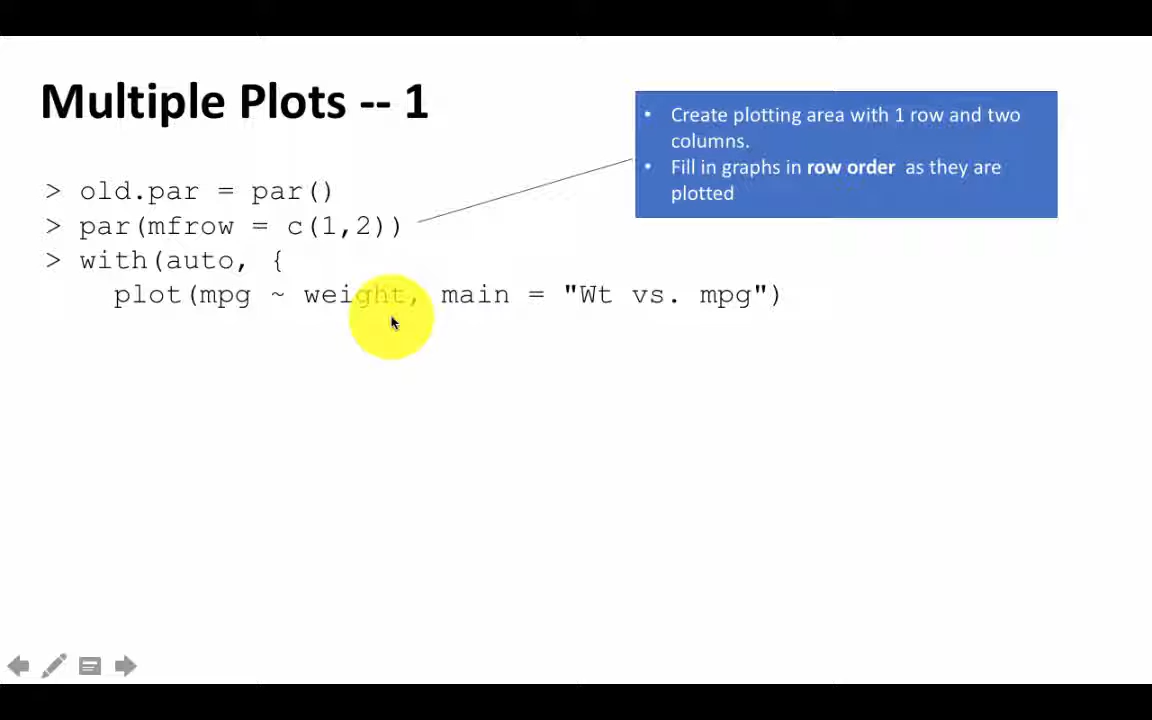 Multiple Plots -- 1
• Create plotting area with 1 row and two
columns.
• Fill in graphs in row order as they are
plotted
> old.par = par()
> par(mfrow = c(1,2))
> with(auto, {
plot(mpg ~ weight, main = "Wt vs. mpg")